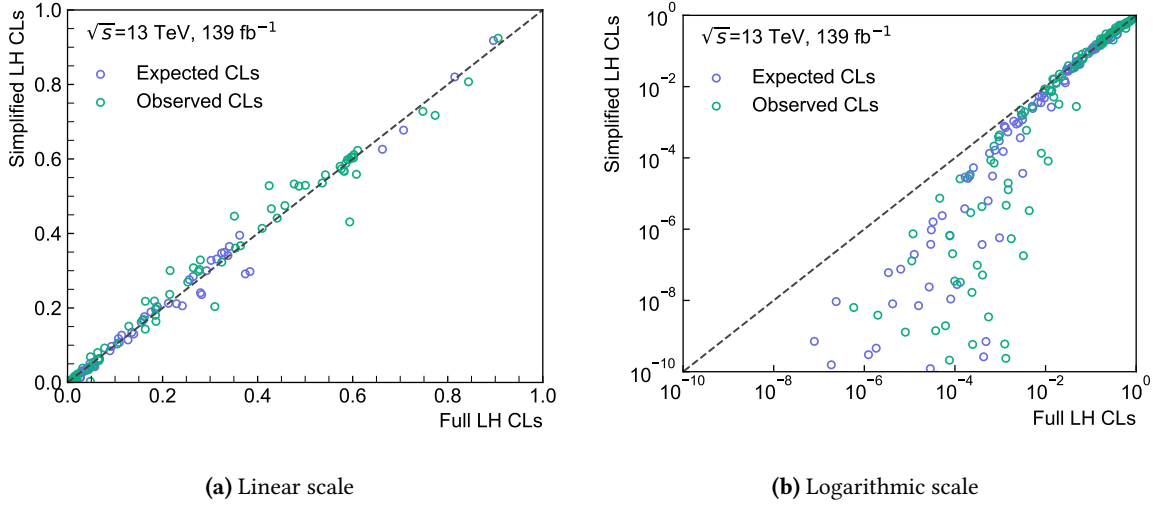 √s=13 TeV, 139 fb⁻¹
Expected CLs
Observed CLs
Simplified LH CLs
1.0
0.8
0.6
0.4
0.2
0.0
0.0 0.2 0.4 0.6 0.8 1.0
Full LH CLs
(a) Linear scale
√s=13 TeV, 139 fb⁻¹
Expected CLs
Observed CLs
Simplified LH CLs
10⁰
10⁻²
10⁻⁴
10⁻⁶
10⁻⁸
10⁻¹⁰
10⁻¹⁰ 10⁻⁸ 10⁻⁶ 10⁻⁴ 10⁻² 10⁰
Full LH CLs
(b) Logarithmic scale